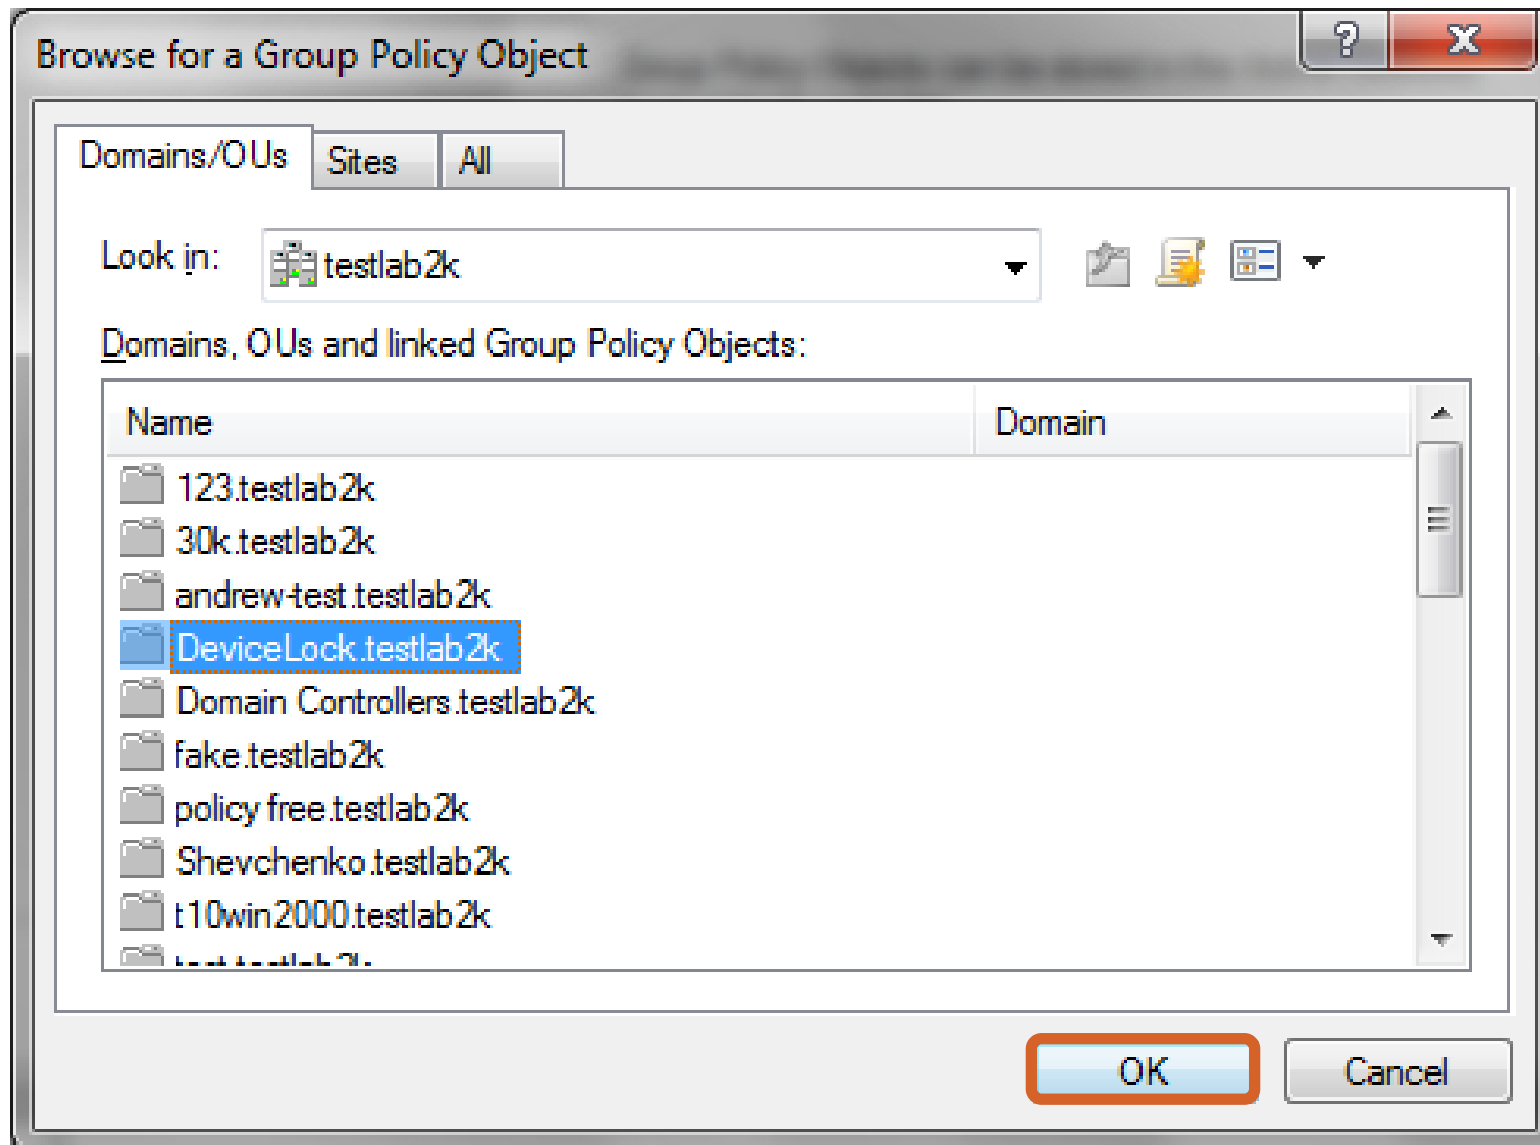 Browse for a Group Policy Object
Domains/OUs Sites All
Look in: testlab2k
Domains, OUs and linked Group Policy Objects:
Name Domain
123.testlab2k
30k.testlab2k
andrew-test.testlab2k
DeviceLock.testlab2k
Domain Controllers.testlab2k
fake.testlab2k
policy free.testlab2k
Shevchenko.testlab2k
t10win2000.testlab2k
test.testlab2k
OK Cancel